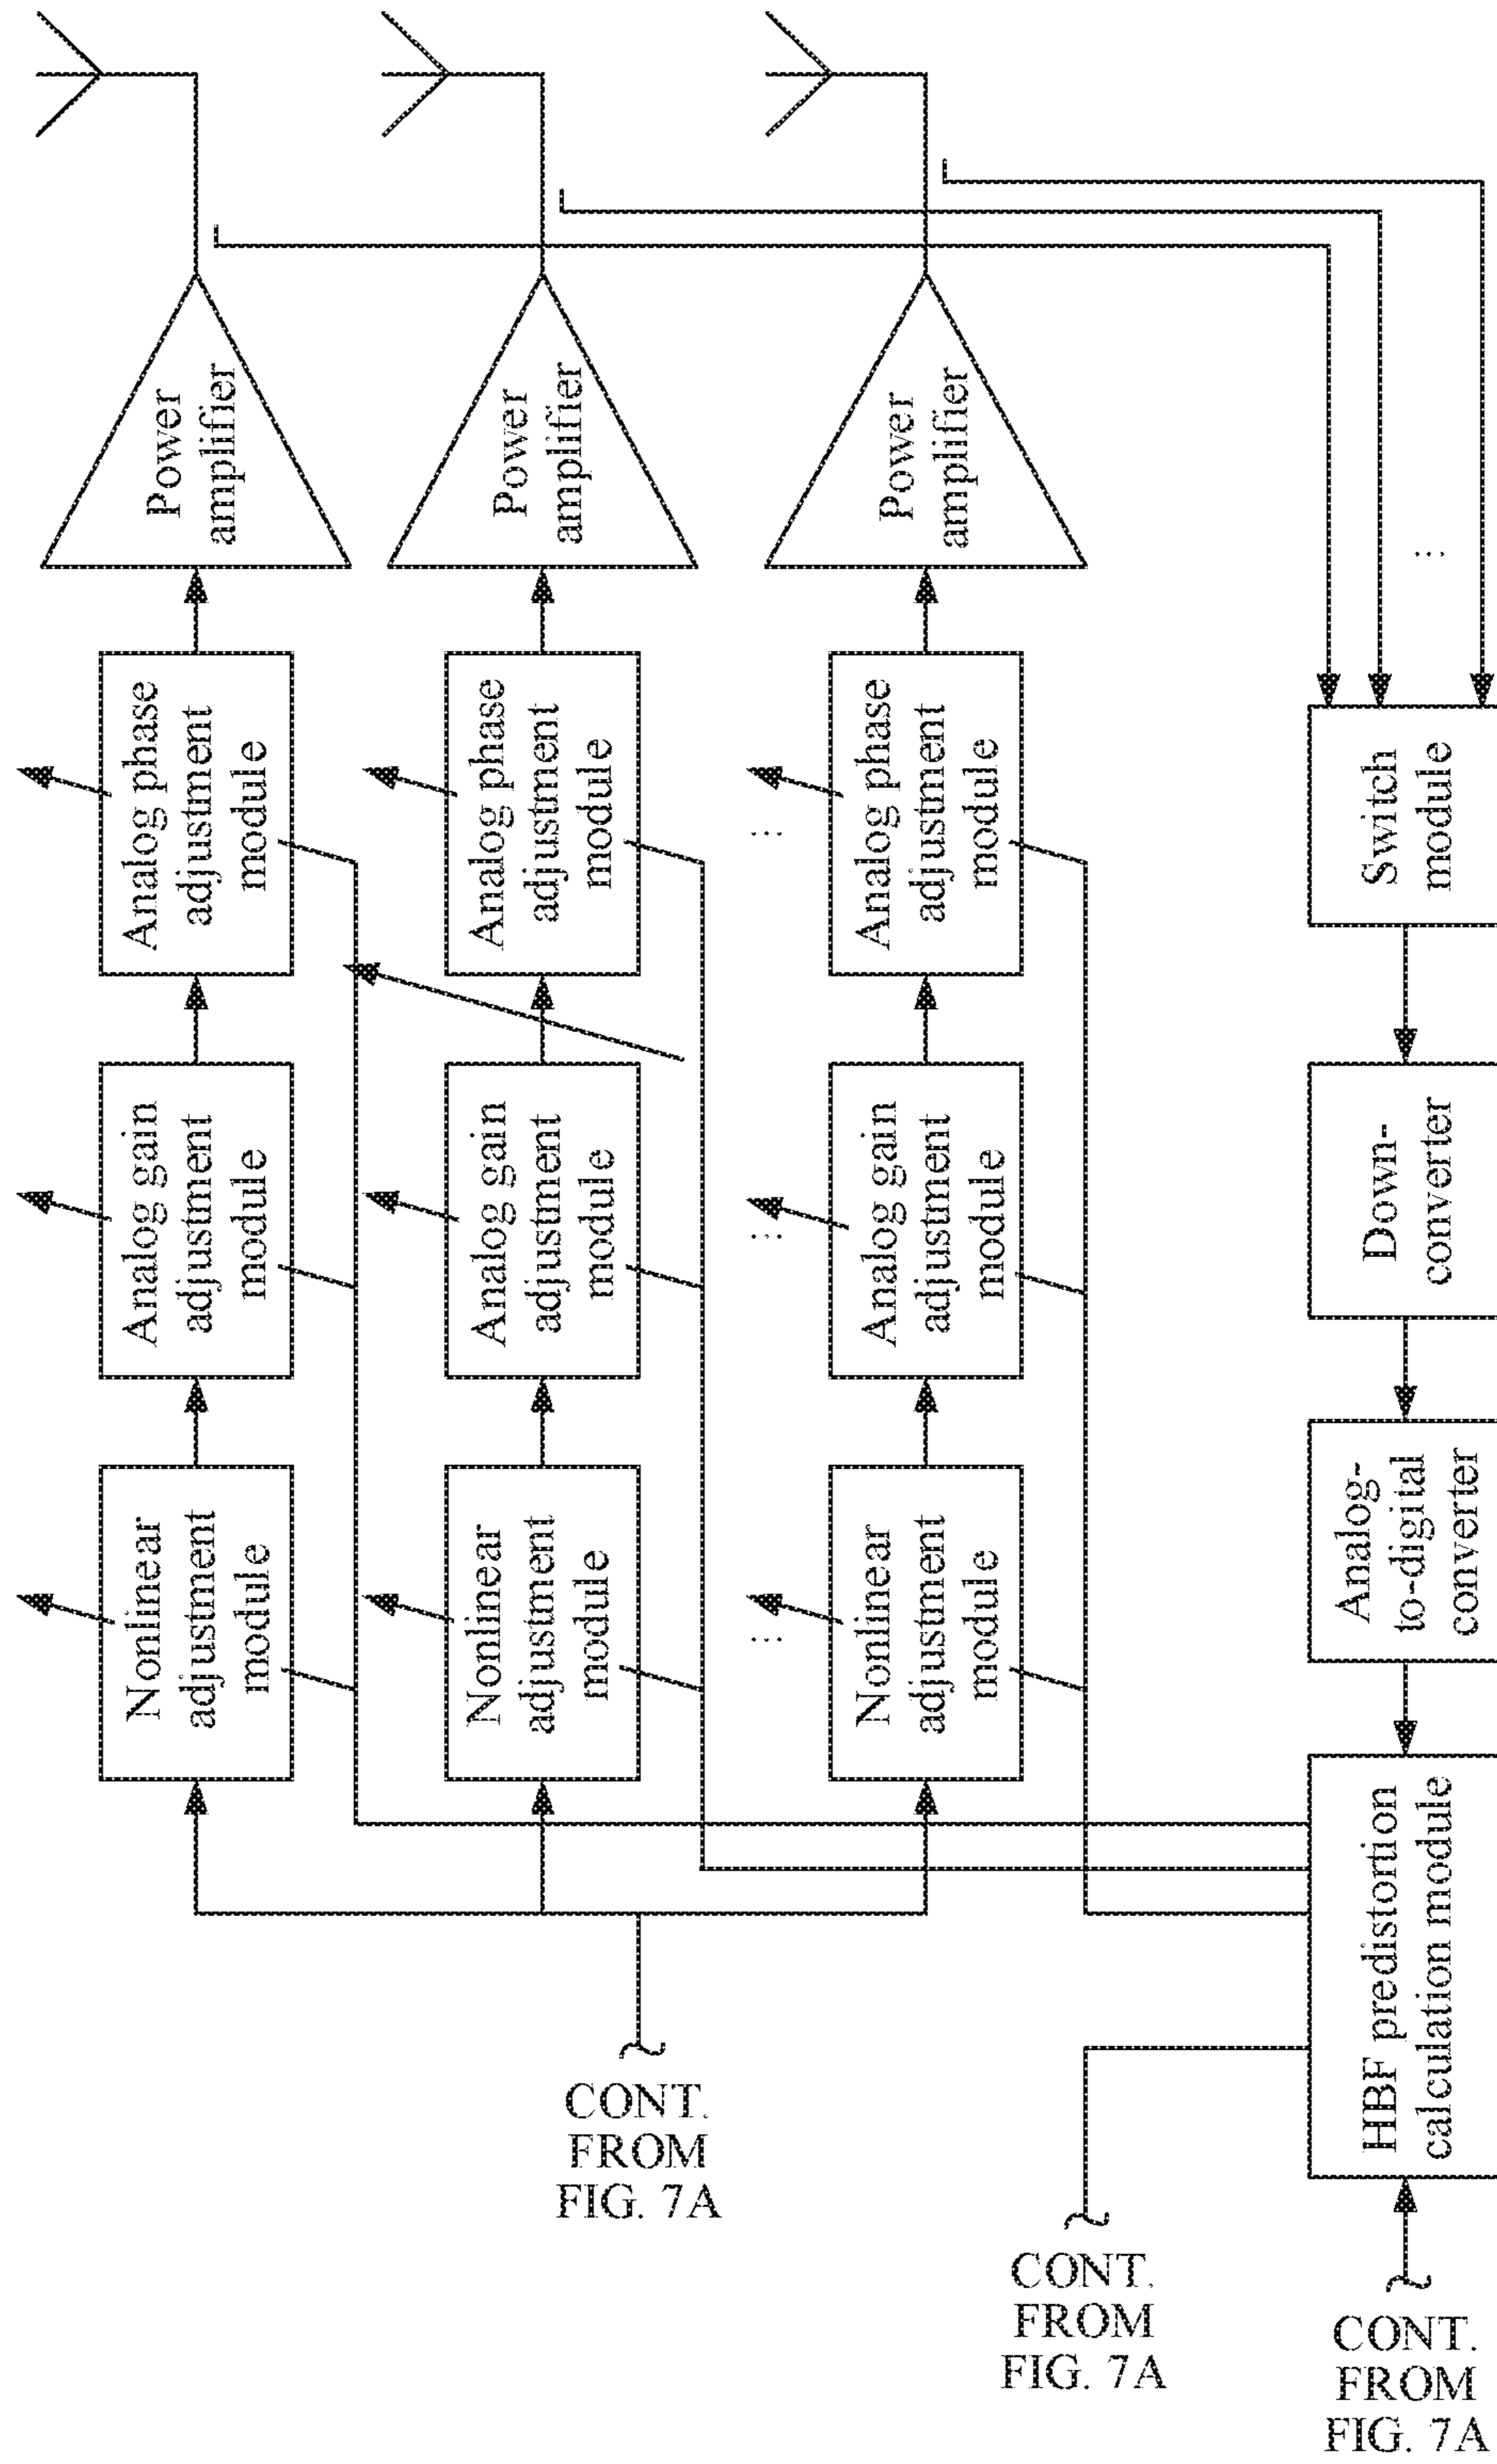 Nonlinear
adjustment
module
Analog gain
adjustment
module
Analog phase
adjustment
module
Power
amplifier
Nonlinear
adjustment
module
Analog gain
adjustment
module
Analog phase
adjustment
module
Power
amplifier
CONT.
FROM
FIG. 7A
...
...
...
Nonlinear
adjustment
module
Analog gain
adjustment
module
Analog phase
adjustment
module
Power
amplifier
CONT.
FROM
FIG. 7A
...
CONT.
FROM
FIG. 7A
HBF predistortion
calculation module
Analog-
to-digital
converter
Down-
converter
Switch
module